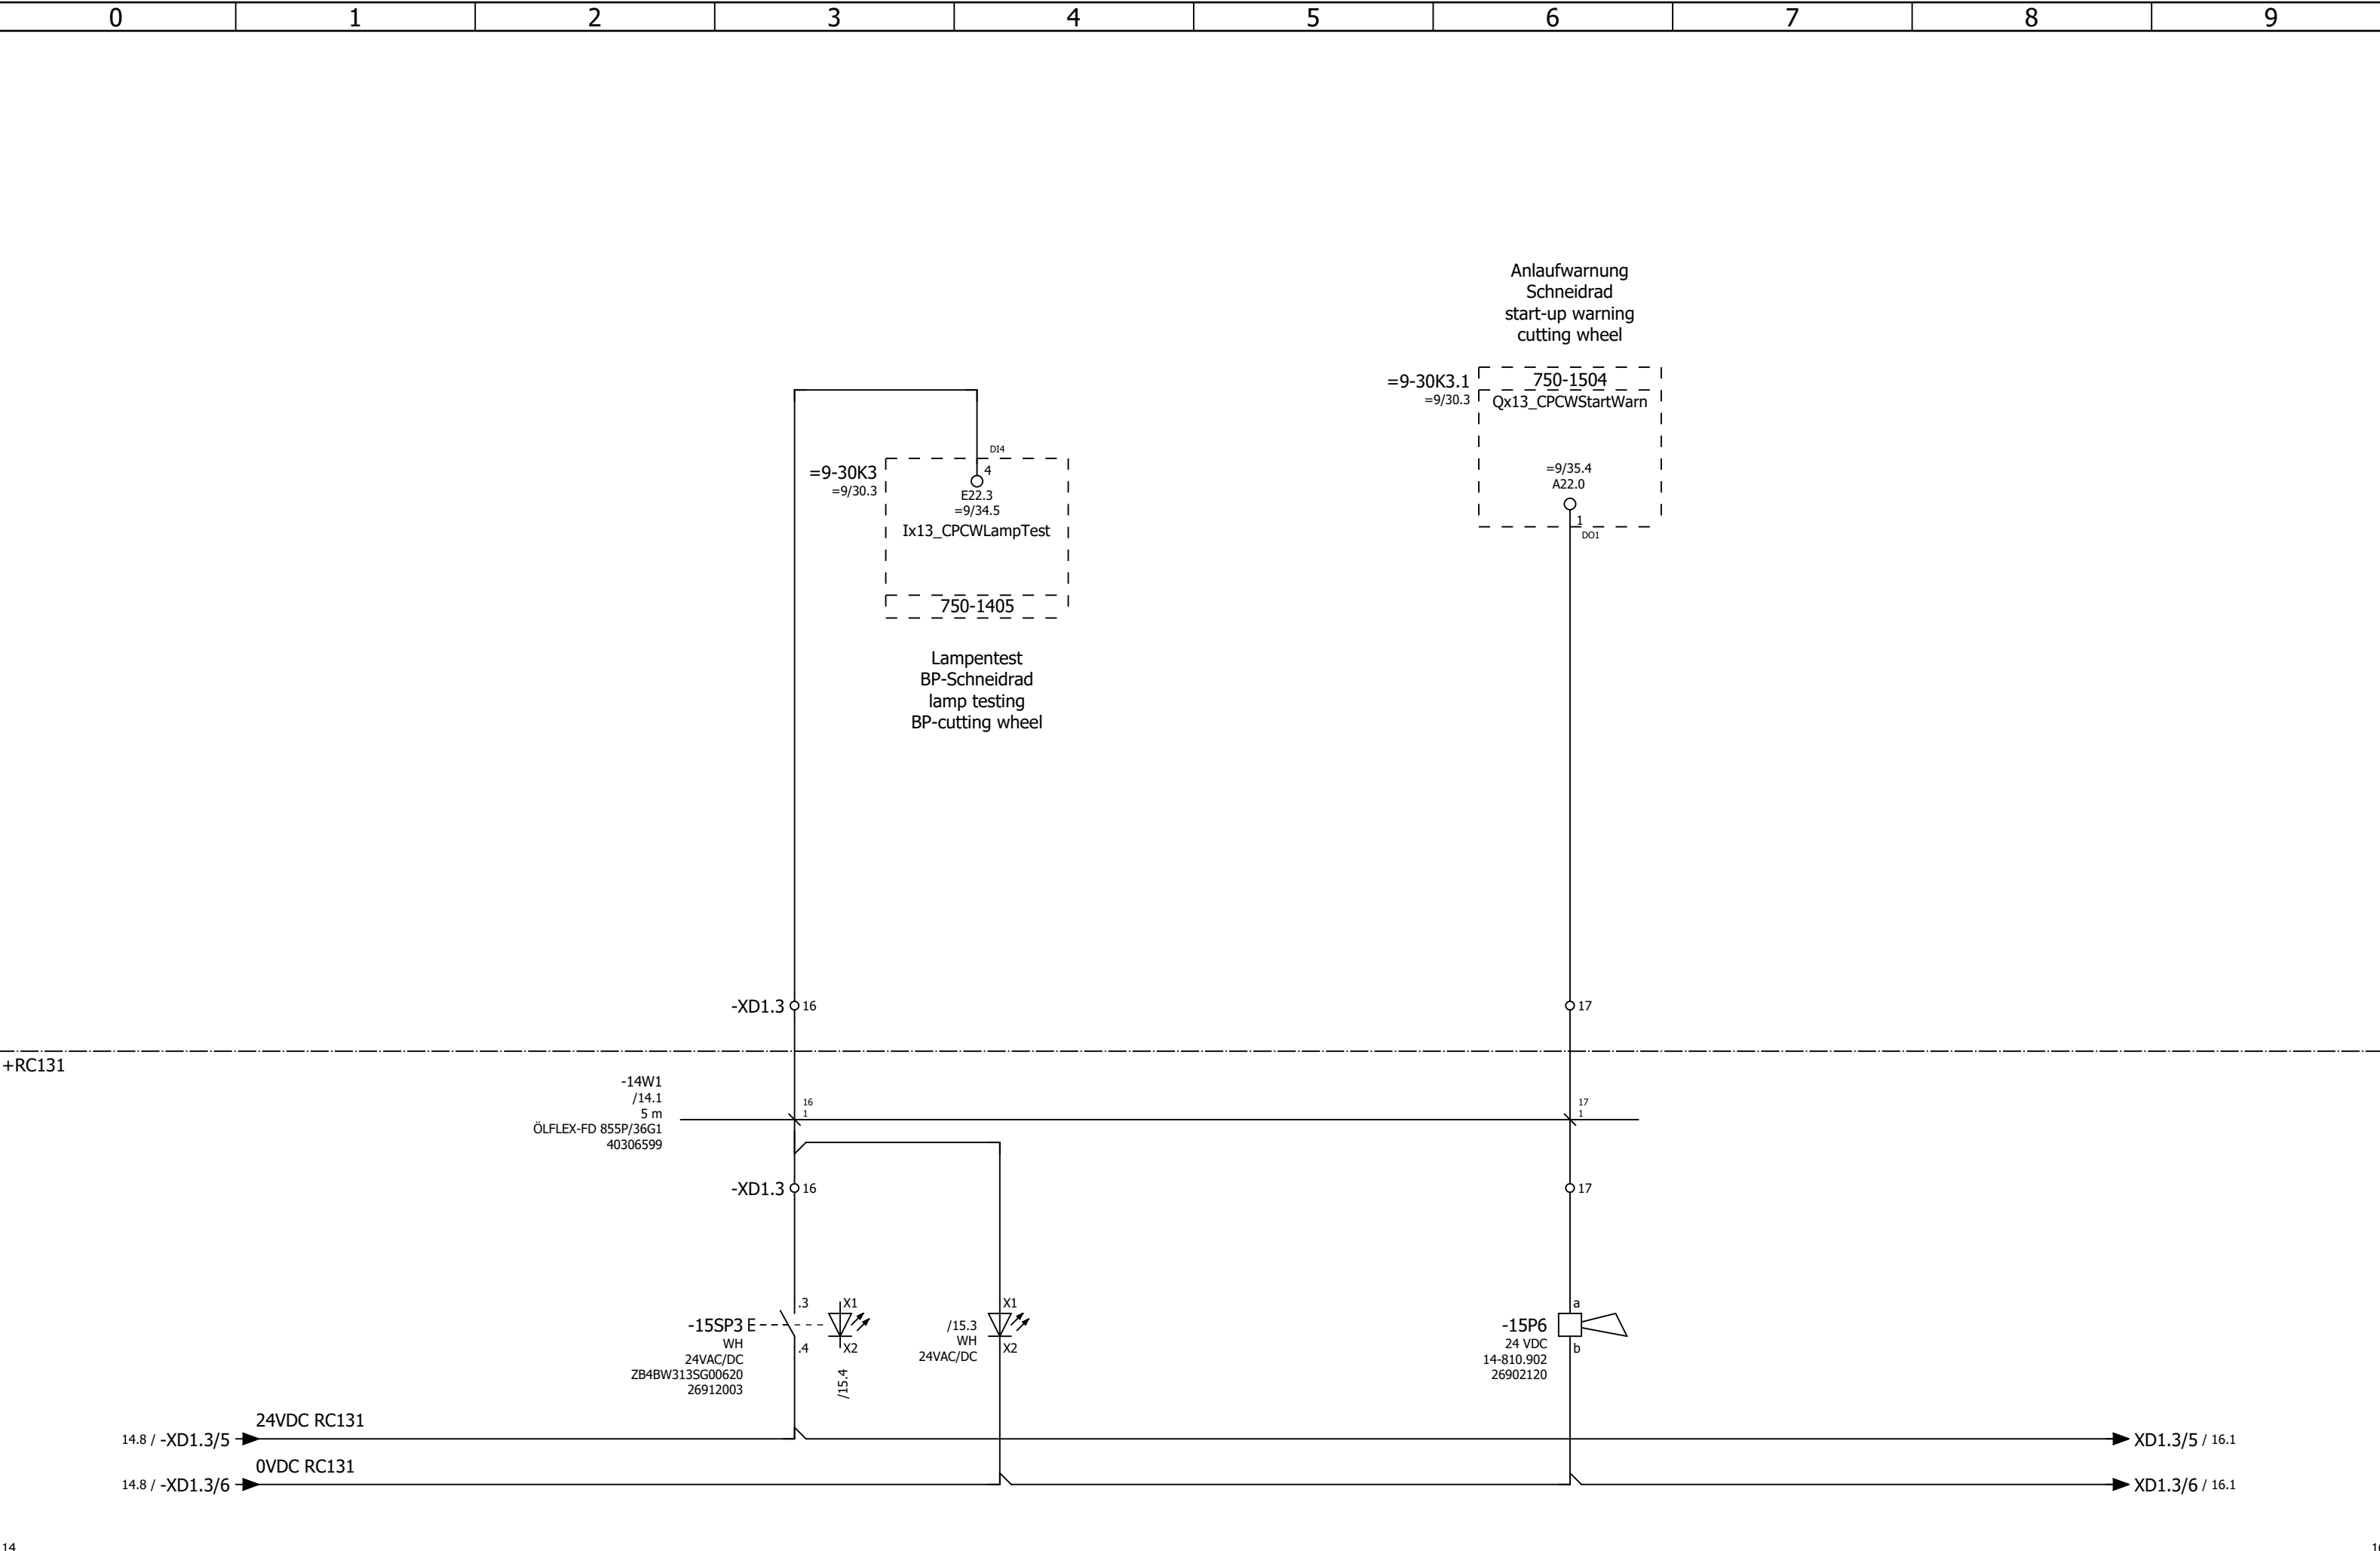 0 1 2 3 4 5 6 7 8 9
Anlaufwarnung
Schneidrad
start-up warning
cutting wheel
=9-30K3.1
=9/30.3
750-1504
Qx13_CPCWStartWarn
=9/35.4
A22.0
1
DO1
DI4
=9-30K3
=9/30.3
4
E22.3
=9/34.5
Ix13_CPCWLampTest
750-1405
Lampentest
BP-Schneidrad
lamp testing
BP-cutting wheel
-XD1.3 16
17
+RC131
-14W1
/14.1
5 m
ÖLFLEX-FD 855P/36G1
40306599
16
1
17
1
-XD1.3 16
17
-15SP3
WH
24VAC/DC
ZB4BW313SG00620
26912003
E
.3
.4
X1
X2
/15.4
/15.3
WH
24VAC/DC
X1
X2
-15P6
24 VDC
14-810.902
26902120
a
b
24VDC RC131
14.8 / -XD1.3/5
XD1.3/5 / 16.1
0VDC RC131
14.8 / -XD1.3/6
XD1.3/6 / 16.1
14